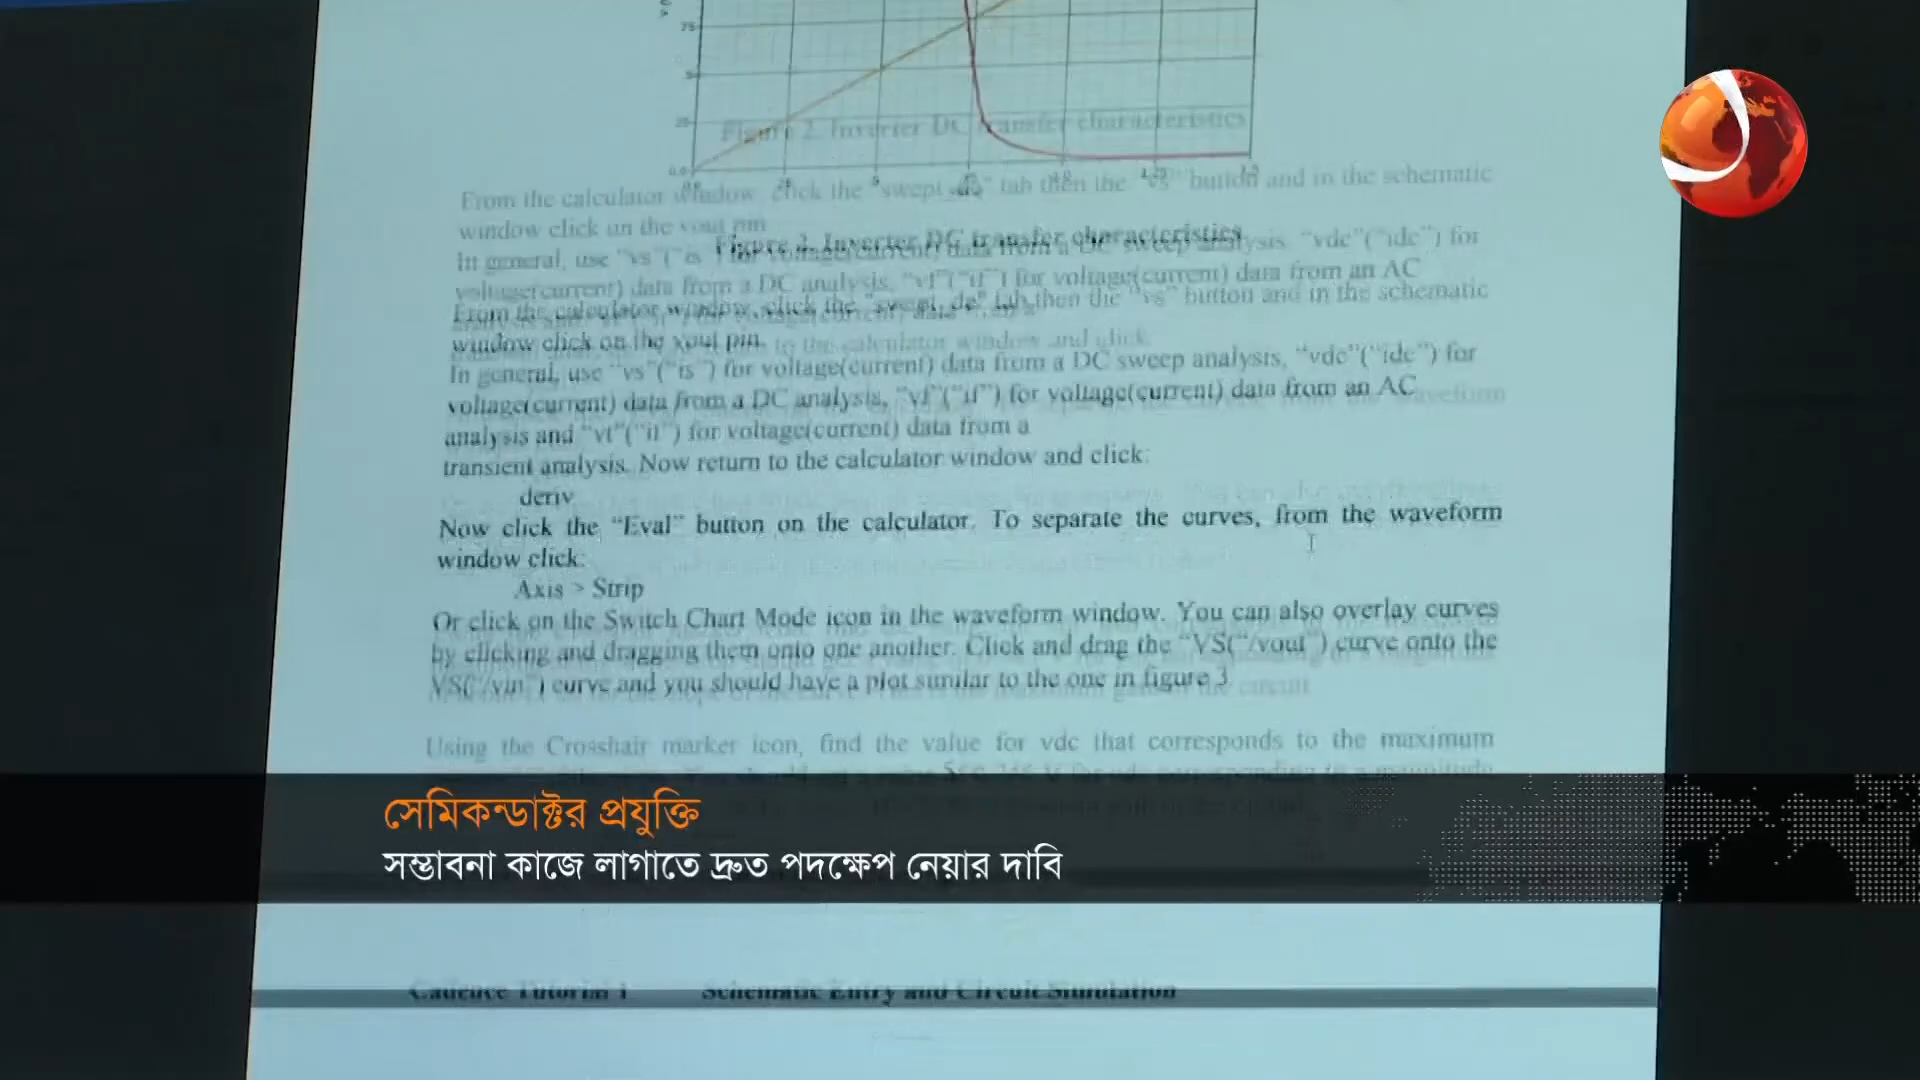 Figure 2. Inverter DC transfer characteristics
From the calculator window, click the "swept_dc" tab then the "vs" button and in the schematic
window click on the vout pin.
In general, use "vs"("is") for voltage(current) data from a DC sweep analysis, "vdc"("idc") for
voltage(current) data from a DC analysis, "vf"("if") for voltage(current) data from an AC
analysis and "vt"("it") for voltage(current) data from a
transient analysis. Now return to the calculator window and click:
deriv
Now click the "Eval" button on the calculator. To separate the curves, from the waveform
window click:
Axis > Strip
Or click on the Switch Chart Mode icon in the waveform window. You can also overlay curves
by clicking and dragging them onto one another. Click and drag the "VS("/vout") curve onto the
VS("/vin") curve and you should have a plot similar to the one in figure 3
Using the Crosshair marker icon, find the value for vdc that corresponds to the maximum
সেমিকন্ডাক্টর প্রযুক্তি
সম্ভাবনা কাজে লাগাতে দ্রুত পদক্ষেপ নেয়ার দাবি
Cadence Tutorial 1 Schematic Entry and Circuit Simulation